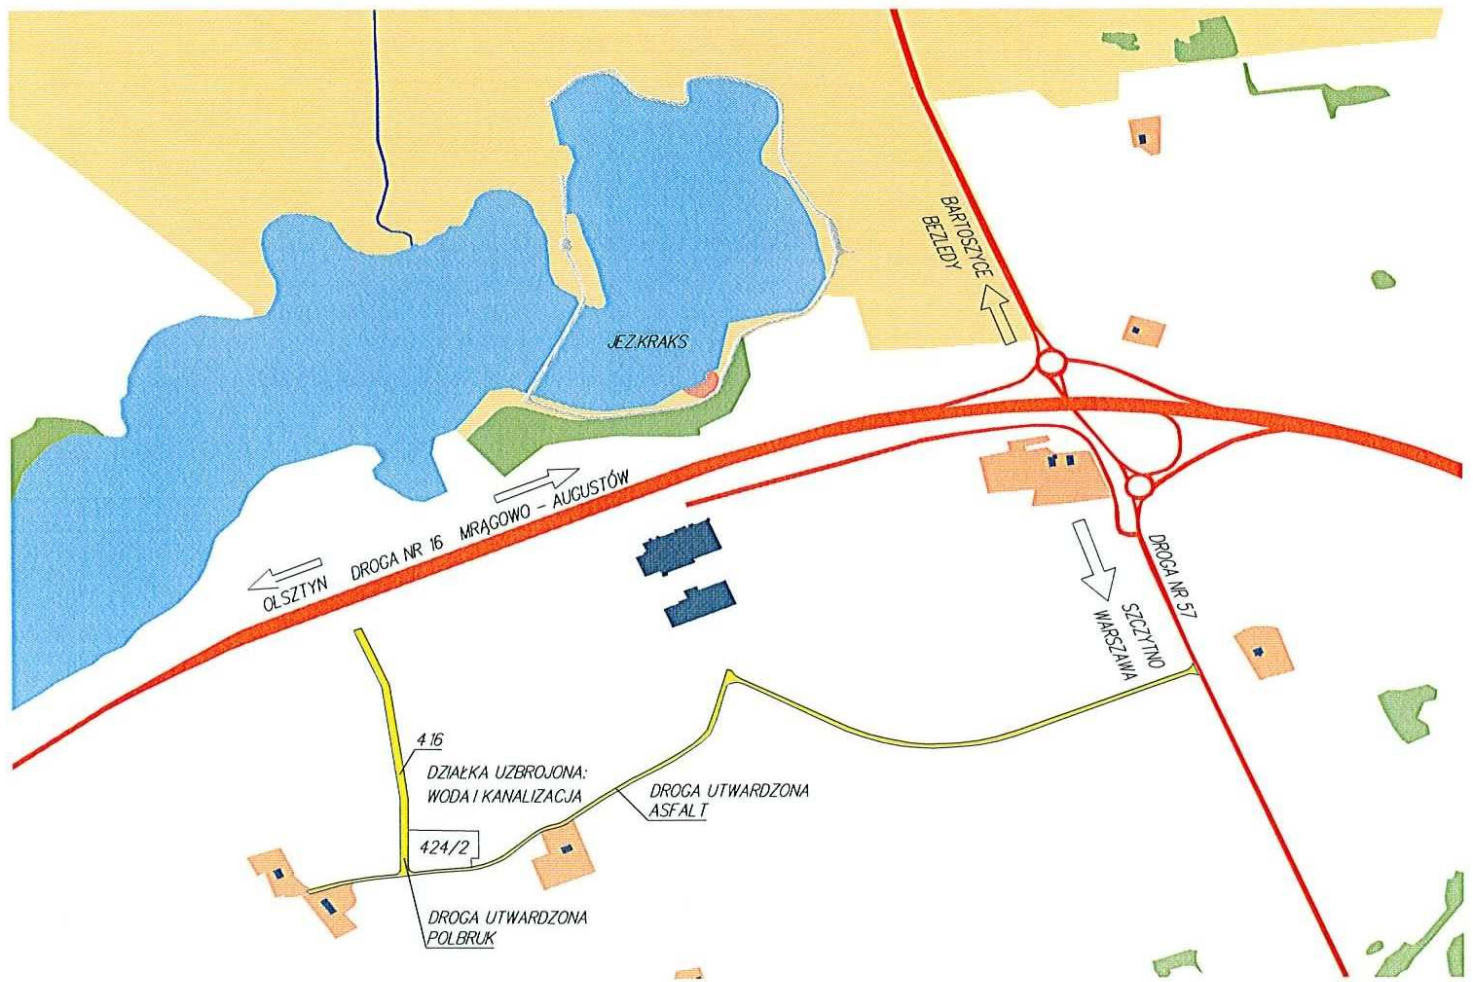 BARTOSZYCE
BEZLEDY
JEZ.KRAKS
OLSZTYN
DROGA NR 16 MRĄGOWO - AUGUSTÓW
DROGA NR 57
SZCZYTNO
WARSZAWA
416
DZIAŁKA UZBROJONA:
WODA I KANALIZACJA
DROGA UTWARDZONA
ASFALT
424/2
DROGA UTWARDZONA
POLBRUK